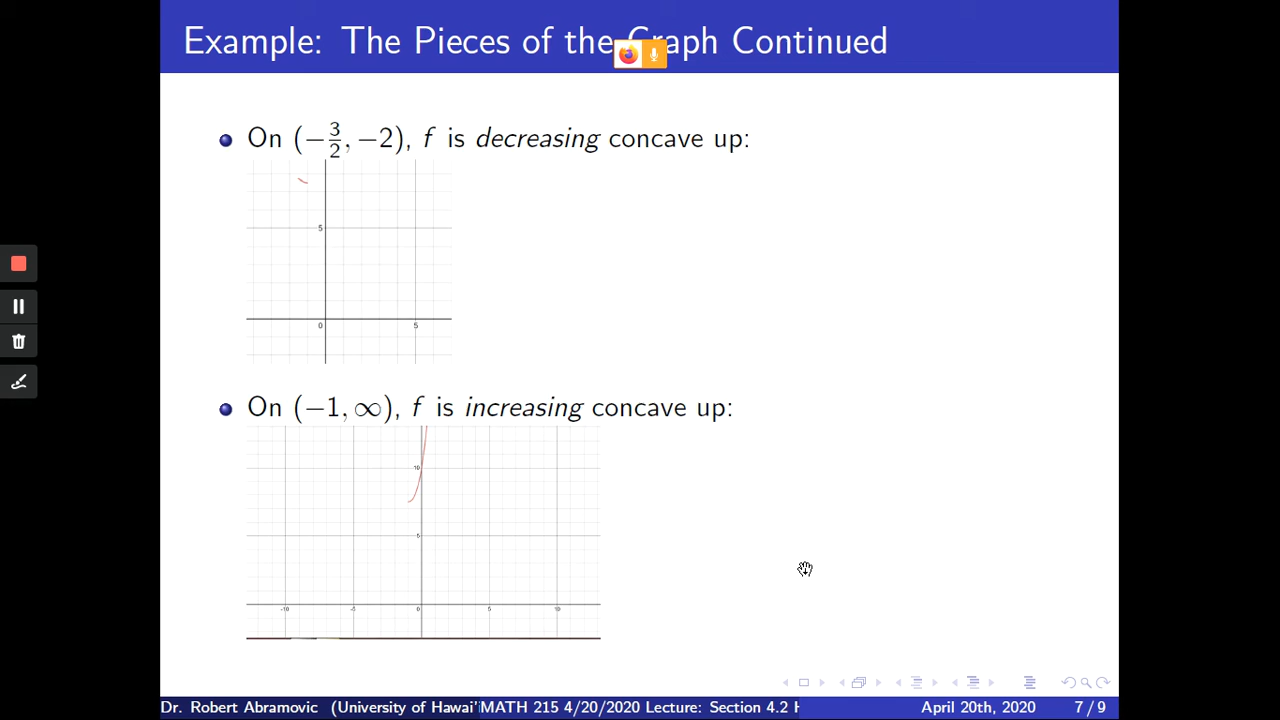 Example: The Pieces of the Graph Continued
On (−3/2, −2), f is decreasing concave up:
5
0 5
On (−1, ∞), f is increasing concave up:
10
5
-10 -5 0 5 10
Dr. Robert Abramovic (University of Hawai'i MATH 215 4/20/2020 Lecture: Section 4.2 April 20th, 2020 7 / 9